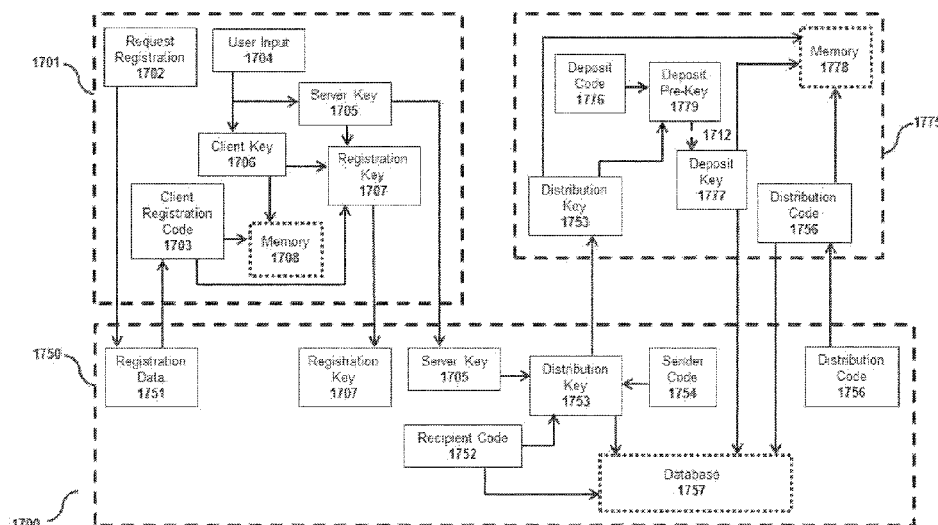 1701
Request
Registration
1702
User Input
1704
Server Key
1705
Client Key
1706
Registration
Key
1707
Client
Registration
Code
1703
Memory
1708
Deposit
Code
1776
Deposit
Pre-Key
1779
Memory
1778
1775
1712
Deposit
Key
1777
Distribution
Key
1753
Distribution
Code
1756
1750
Registration
Data
1751
Registration
Key
1707
Server Key
1705
Distribution
Key
1753
Sender
Code
1754
Distribution
Code
1756
Recipient Code
1752
Database
1757
1700